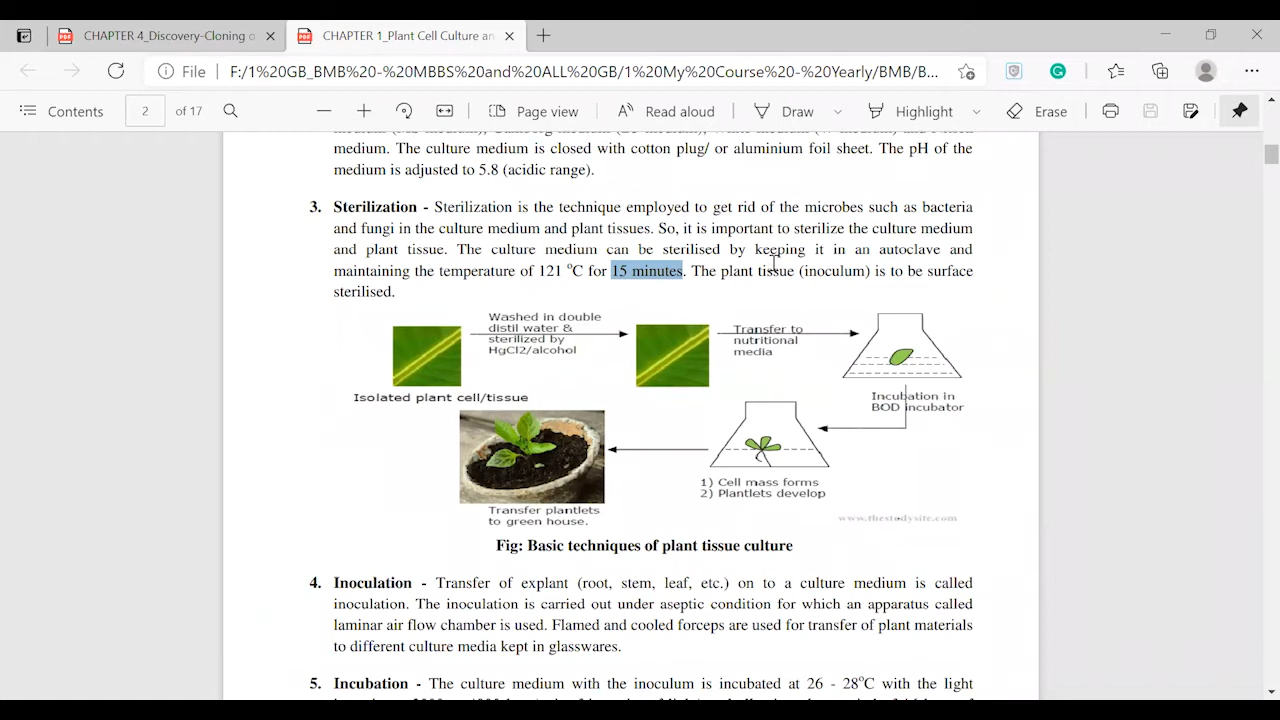 CHAPTER 4_Discovery-Cloning o
CHAPTER 1_Plant Cell Culture an
File
F:/1%20GB_BMB%20-%20MBBS%20and%20ALL%20GB/1%20My%20Course%20-%20Yearly/BMB/B...
Contents
2 of 17
Page view
Read aloud
Draw
Highlight
Erase
medium. The culture medium is closed with cotton plug/ or aluminium foil sheet. The pH of the
medium is adjusted to 5.8 (acidic range).
3. Sterilization - Sterilization is the technique employed to get rid of the microbes such as bacteria
and fungi in the culture medium and plant tissues. So, it is important to sterilize the culture medium
and plant tissue. The culture medium can be sterilised by keeping it in an autoclave and
maintaining the temperature of 121 °C for 15 minutes. The plant tissue (inoculum) is to be surface
sterilised.
Washed in double
distil water &
sterilized by
HgCl2/alcohol
Transfer to
nutritional
media
Isolated plant cell/tissue
Incubation in
BOD incubator
1) Cell mass forms
2) Plantlets develop
Transfer plantlets
to green house.
www.thestudysite.com
Fig: Basic techniques of plant tissue culture
4. Inoculation - Transfer of explant (root, stem, leaf, etc.) on to a culture medium is called
inoculation. The inoculation is carried out under aseptic condition for which an apparatus called
laminar air flow chamber is used. Flamed and cooled forceps are used for transfer of plant materials
to different culture media kept in glasswares.
5. Incubation - The culture medium with the inoculum is incubated at 26 - 28°C with the light